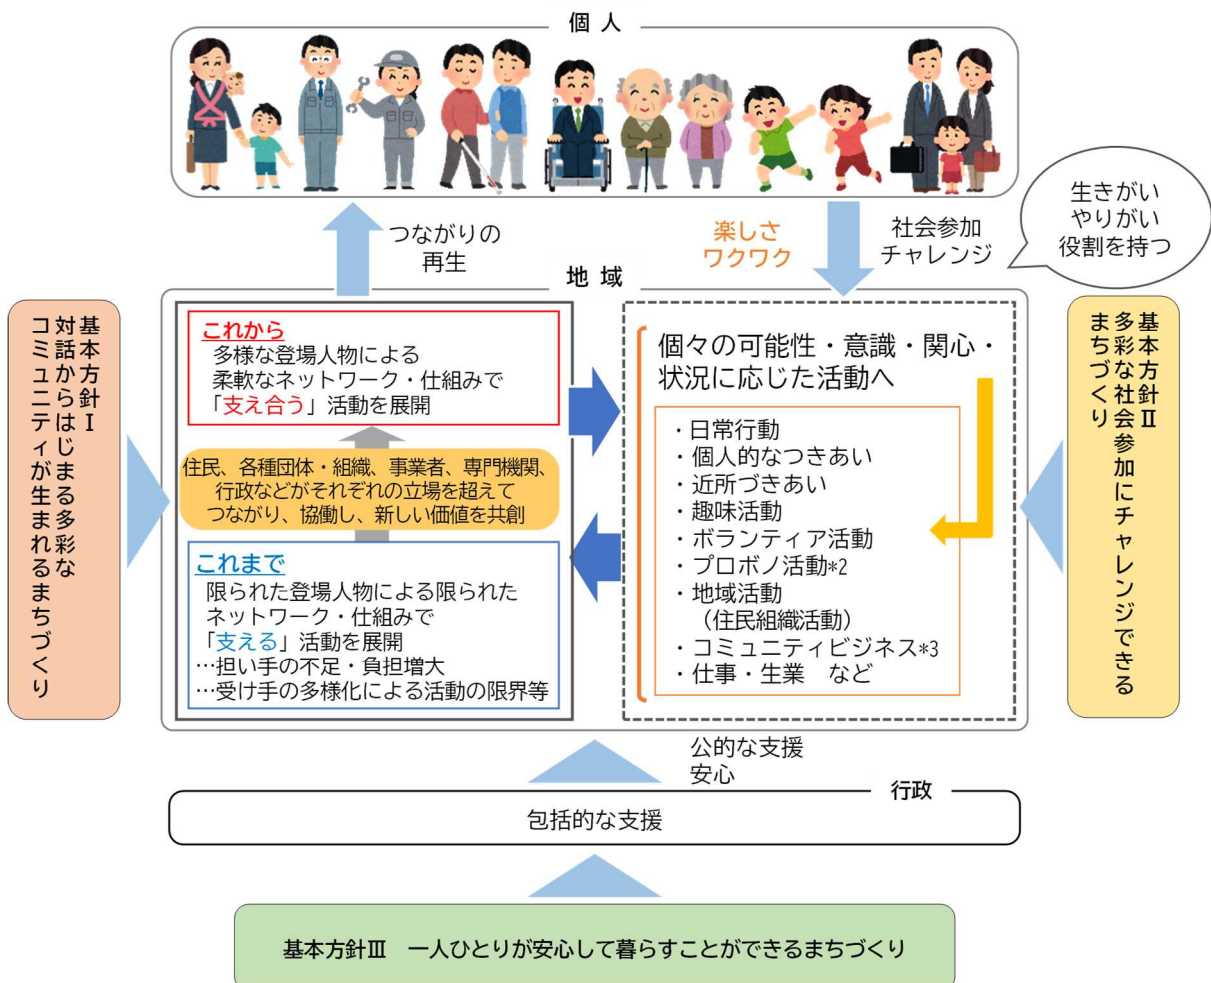 個 人
つながりの
再生
楽しさ
ワクワク
社会参加
チャレンジ
生きがい
やりがい
役割を持つ
地 域
基本方針Ⅰ
対話からはじまる多彩な
コミュニティが生まれるまちづくり
これから
多様な登場人物による
柔軟なネットワーク・仕組みで
「支え合う」活動を展開
住民、各種団体・組織、事業者、専門機関、
行政などがそれぞれの立場を超えて
つながり、協働し、新しい価値を共創
これまで
限られた登場人物による限られた
ネットワーク・仕組みで
「支える」活動を展開
…担い手の不足・負担増大
…受け手の多様化による活動の限界等
個々の可能性・意識・関心・
状況に応じた活動へ
・日常行動
・個人的なつきあい
・近所づきあい
・趣味活動
・ボランティア活動
・プロボノ活動*2
・地域活動
（住民組織活動）
・コミュニティビジネス*3
・仕事・生業　など
基本方針Ⅱ
多彩な社会参加にチャレンジできる
まちづくり
公的な支援
安心
行政
包括的な支援
基本方針Ⅲ　一人ひとりが安心して暮らすことができるまちづくり